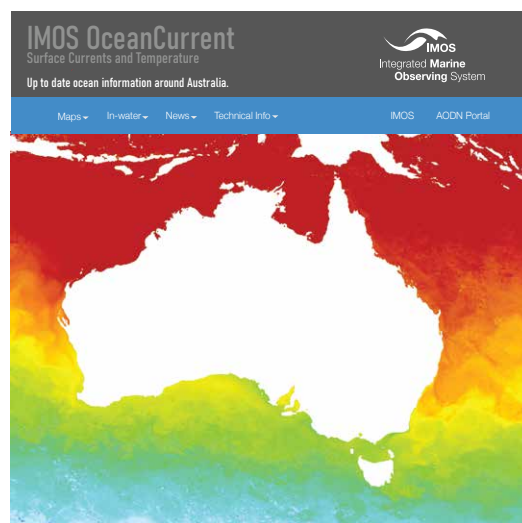 IMOS OceanCurrent
Surface Currents and Temperature
Up to date ocean information around Australia.
IMOS
Integrated Marine
Observing System
Maps
In-water
News
Technical Info
IMOS
AODN Portal